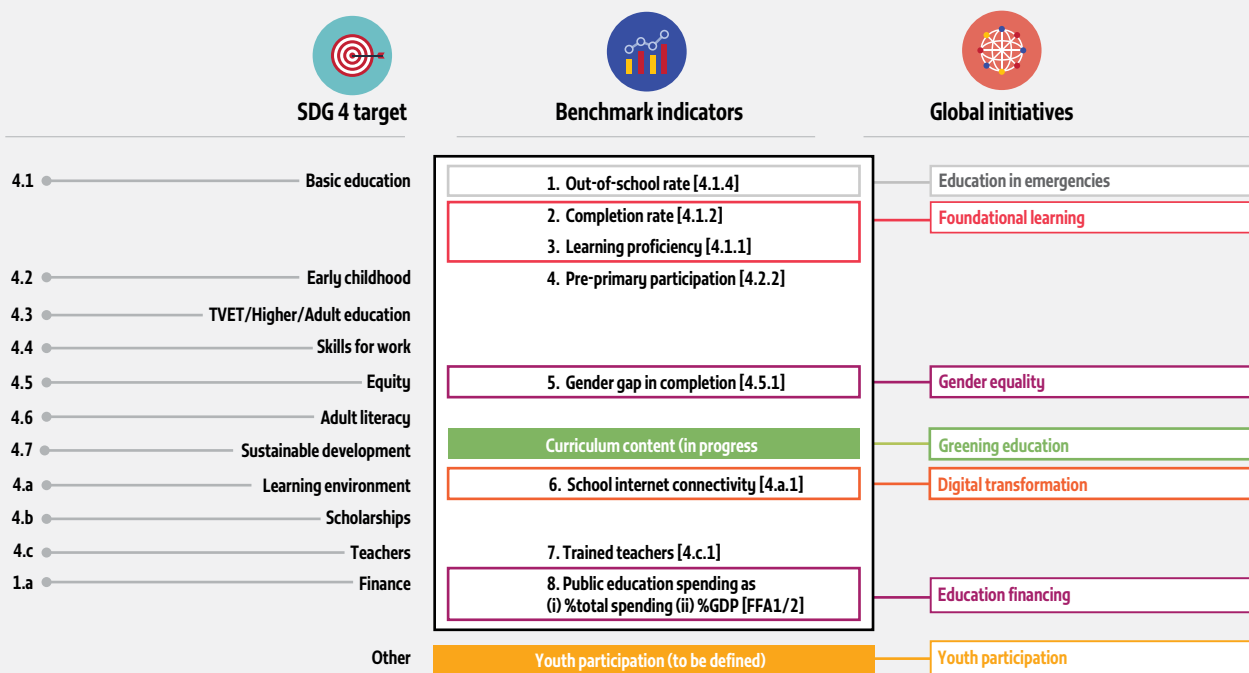 SDG 4 target
Benchmark indicators
Global initiatives
4.1 Basic education
1. Out-of-school rate [4.1.4]
Education in emergencies
2. Completion rate [4.1.2]
Foundational learning
3. Learning proficiency [4.1.1]
4.2 Early childhood
4. Pre-primary participation [4.2.2]
4.3 TVET/Higher/Adult education
4.4 Skills for work
4.5 Equity
5. Gender gap in completion [4.5.1]
Gender equality
4.6 Adult literacy
4.7 Sustainable development
Curriculum content (in progress
Greening education
4.a Learning environment
6. School internet connectivity [4.a.1]
Digital transformation
4.b Scholarships
4.c Teachers
7. Trained teachers [4.c.1]
1.a Finance
8. Public education spending as
(i) %total spending (ii) %GDP [FFA1/2]
Education financing
Other
Youth participation (to be defined)
Youth participation